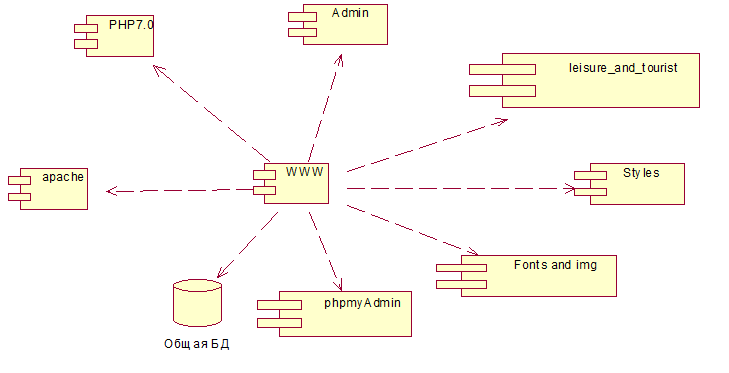 Admin
PHP7.0
leisure_and_tourist
apache
WWW
Styles
Fonts and img
phpmyAdmin
Общая БД